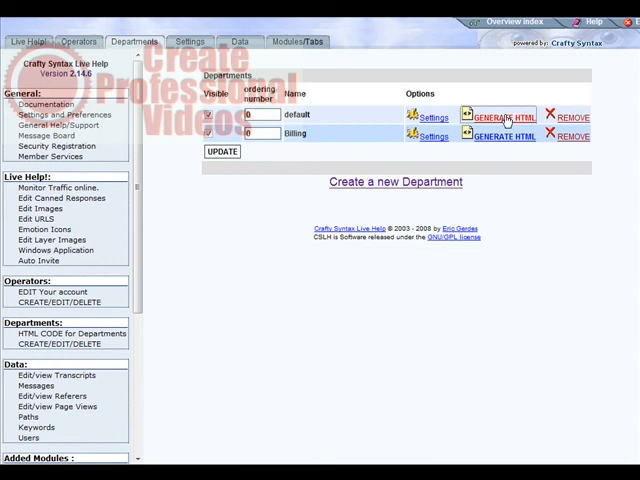 Overview index Help
Live Help! Operators Departments Settings Data Modules/Tabs
powered by: Crafty Syntax
Create
Professional
Videos
Crafty Syntax Live Help
Version 2.14.6
General:
Documentation
Settings and Preferences
General Help/Support
Message Board
Security Registration
Member Services
Live Help!:
Monitor Traffic online.
Edit Canned Responses
Edit Images
Edit URLS
Emotion Icons
Edit Layer Images
Windows Application
Auto Invite
Operators:
EDIT Your account
CREATE/EDIT/DELETE
Departments:
HTML CODE for Departments
CREATE/EDIT/DELETE
Data:
Edit/view Transcripts
Messages
Edit/view Referers
Edit/view Page Views
Paths
Keywords
Users
Added Modules :
Departments
Visible ordering number Name Options
0 default Settings GENERATE HTML REMOVE
0 Billing Settings GENERATE HTML REMOVE
UPDATE
Create a new Department
Crafty Syntax Live Help © 2003 - 2008 by Eric Gerdes
CSLH is Software released under the GNU/GPL license